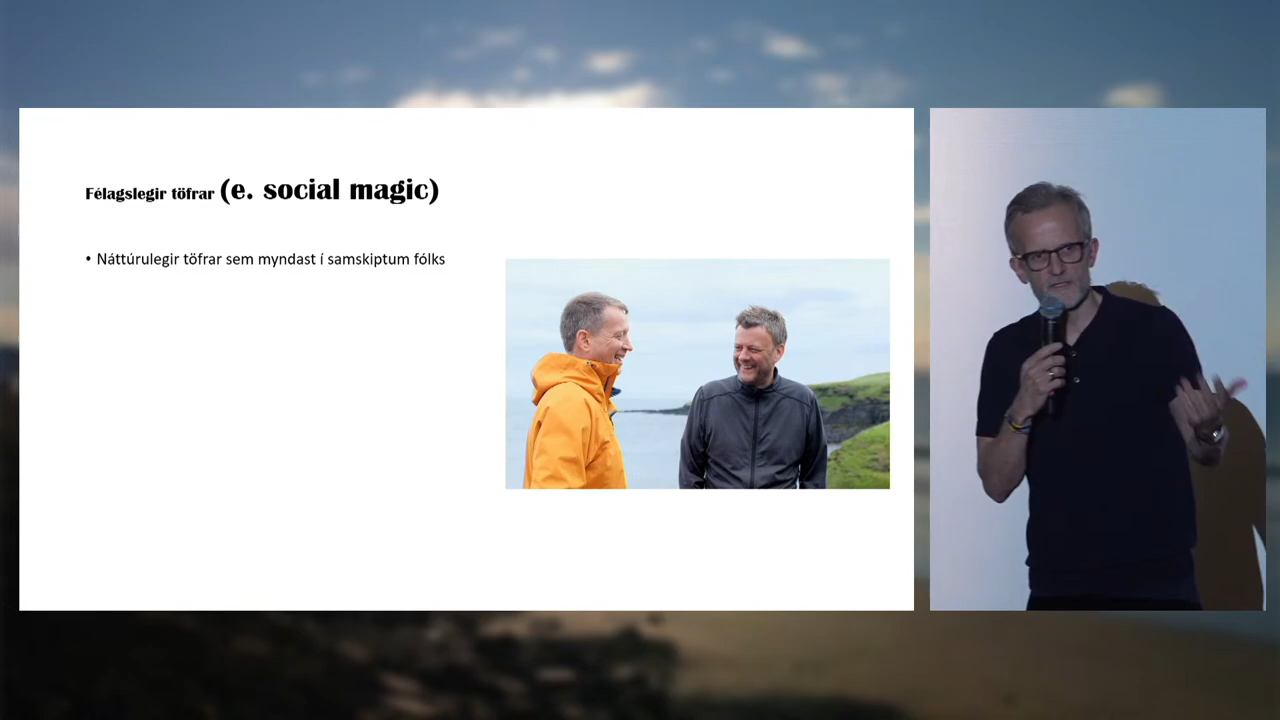 Félagslegir töfrar (e. social magic)
• Náttúrulegir töfrar sem myndast í samskiptum fólks